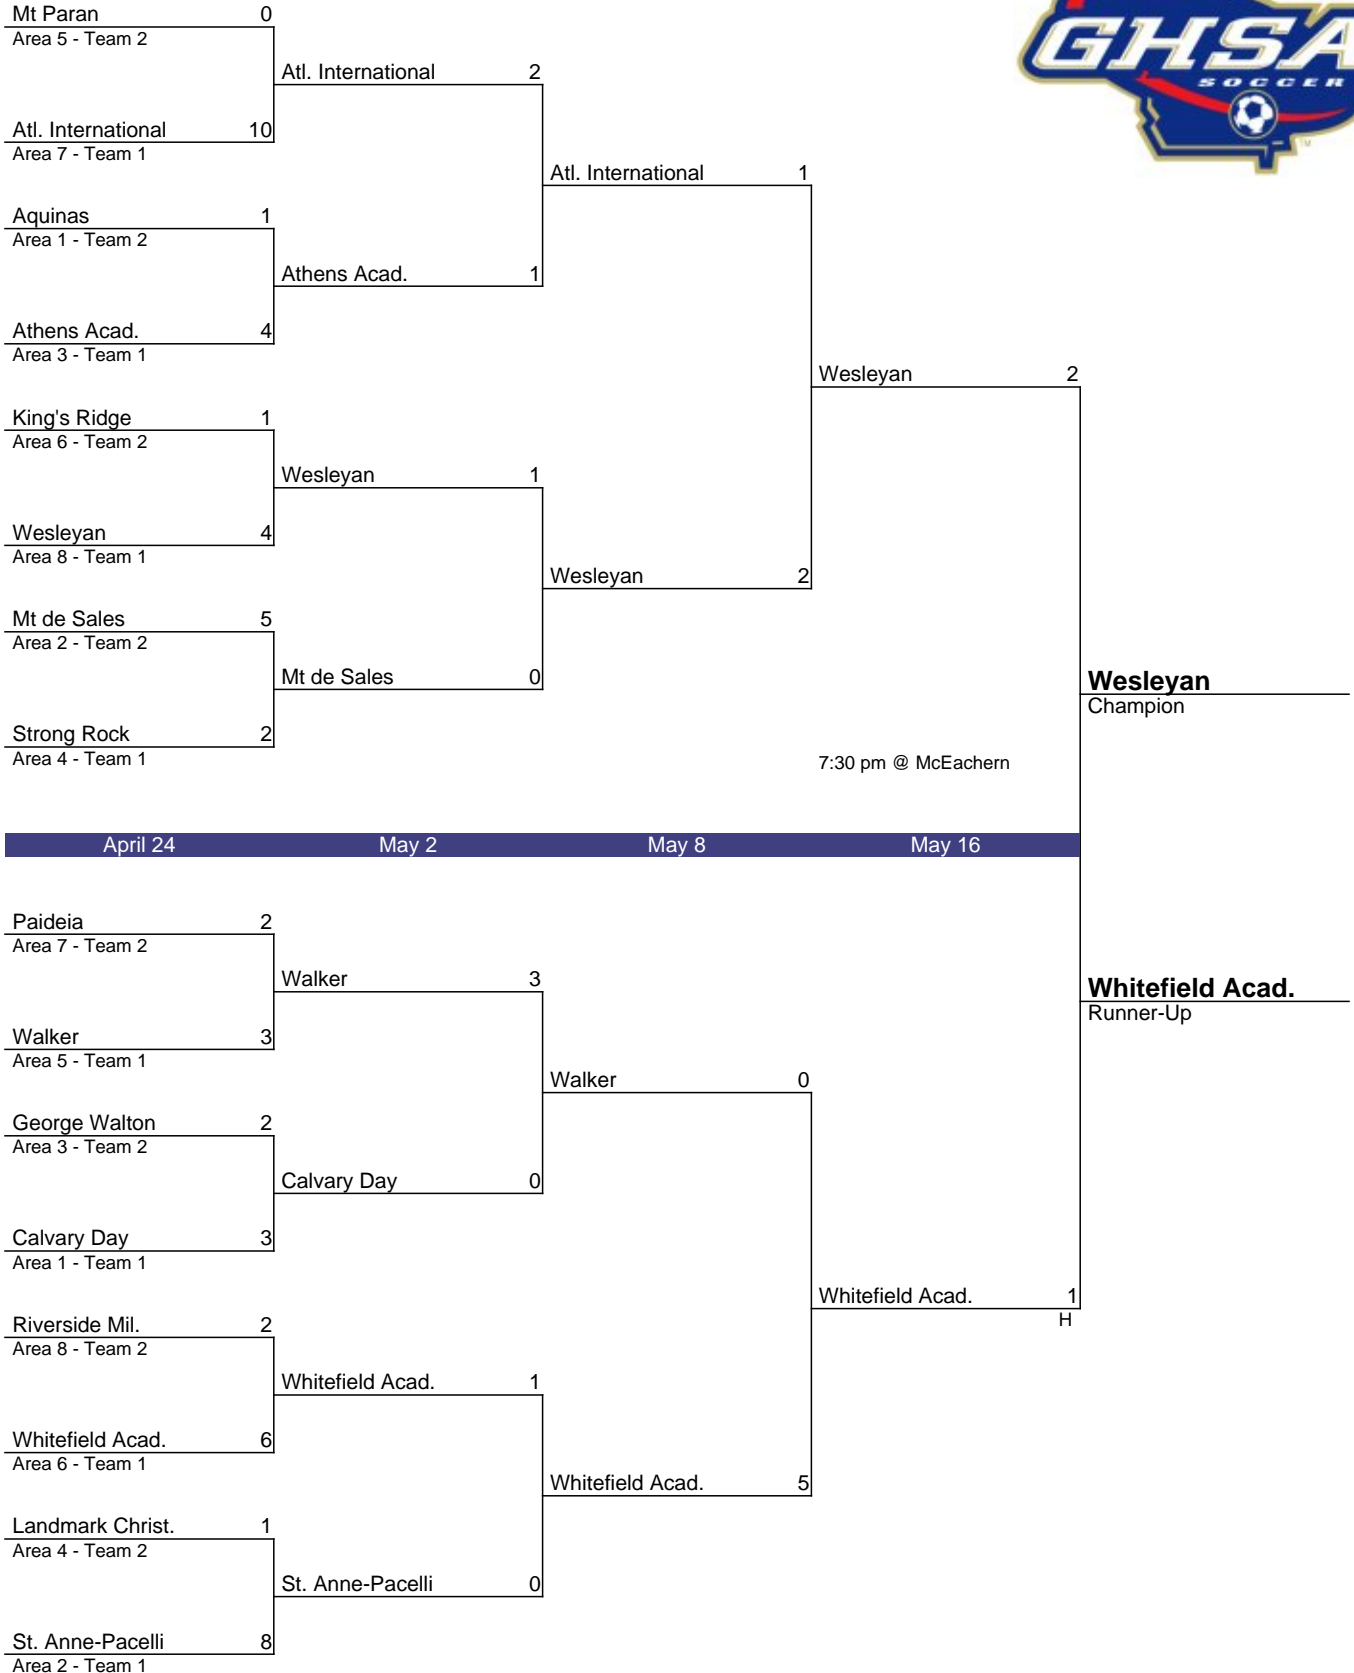 Mt Paran 0
Area 5 - Team 2
Atl. International 2
Atl. International 10
Area 7 - Team 1
Atl. International 1
Aquinas 1
Area 1 - Team 2
Athens Acad. 1
Athens Acad. 4
Area 3 - Team 1
Wesleyan 2
King's Ridge 1
Area 6 - Team 2
Wesleyan 1
Wesleyan 4
Area 8 - Team 1
Wesleyan 2
Mt de Sales 5
Area 2 - Team 2
Mt de Sales 0
Wesleyan
Champion
Strong Rock 2
Area 4 - Team 1
7:30 pm @ McEachern
April 24 May 2 May 8 May 16
Paideia 2
Area 7 - Team 2
Walker 3
Whitefield Acad.
Runner-Up
Walker 3
Area 5 - Team 1
Walker 0
George Walton 2
Area 3 - Team 2
Calvary Day 0
Calvary Day 3
Area 1 - Team 1
Whitefield Acad. 1
H
Riverside Mil. 2
Area 8 - Team 2
Whitefield Acad. 1
Whitefield Acad. 6
Area 6 - Team 1
Whitefield Acad. 5
Landmark Christ. 1
Area 4 - Team 2
St. Anne-Pacelli 0
St. Anne-Pacelli 8
Area 2 - Team 1
GHSA
SOCCER
TM